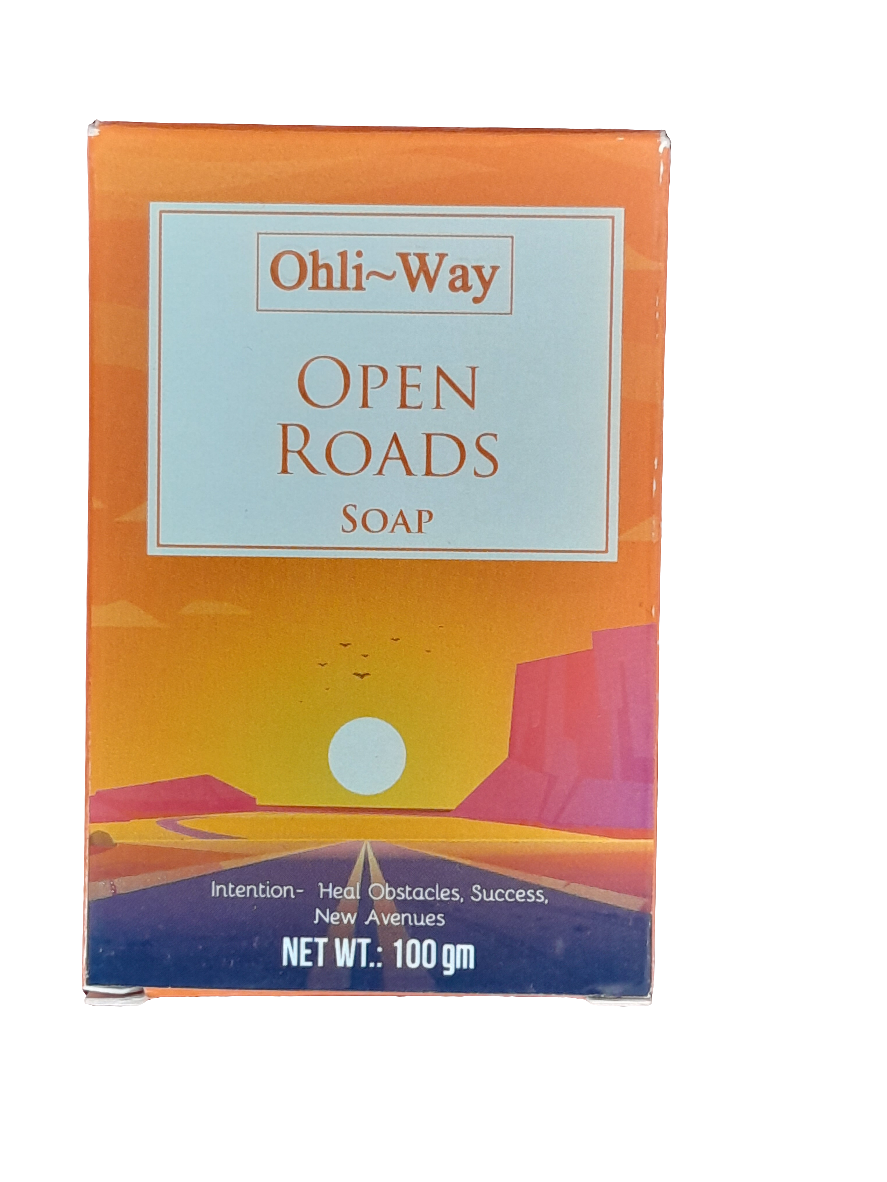 Ohli~Way
OPEN
ROADS
SOAP
Intention- Heal Obstacles, Success,
New Avenues
NET WT.: 100 gm